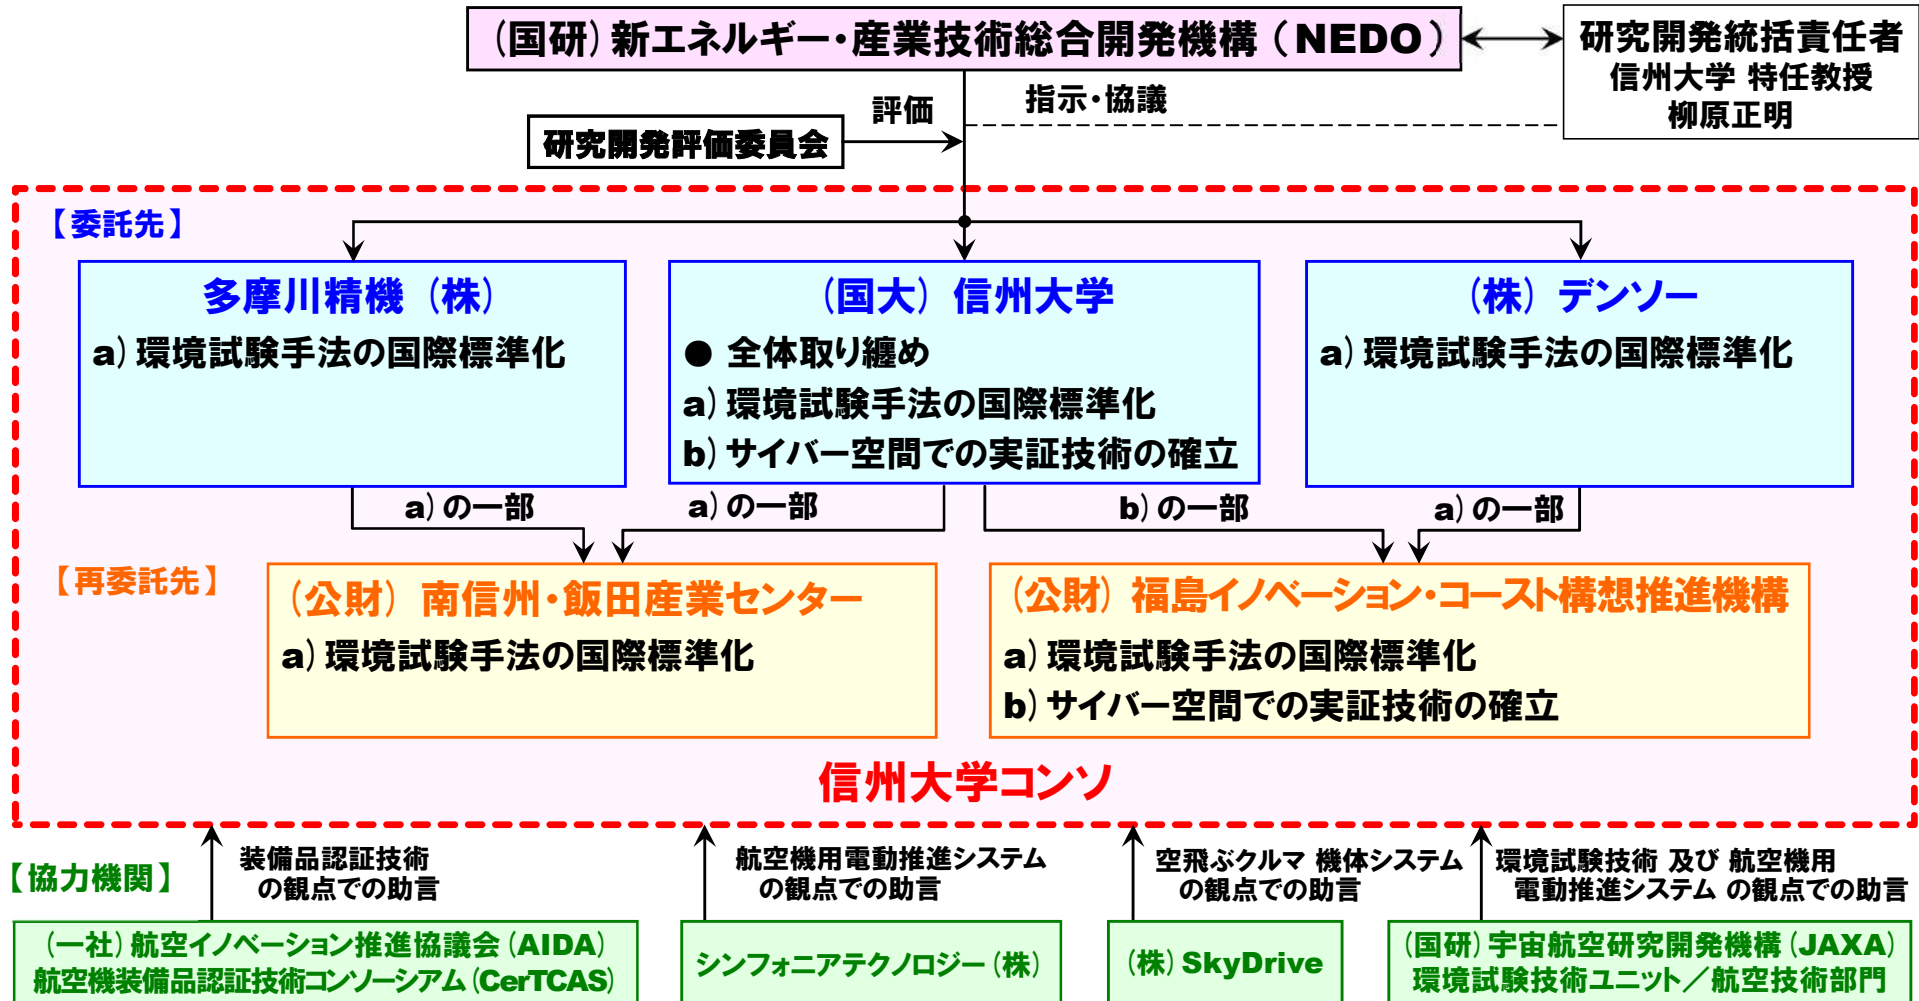 (国研)新エネルギー・産業技術総合開発機構(NEDO)
研究開発統括責任者
信州大学 特任教授
柳原正明
評価
指示・協議
研究開発評価委員会
【委託先】
多摩川精機(株)
a)環境試験手法の国際標準化
(国大)信州大学
● 全体取り纏め
a)環境試験手法の国際標準化
b)サイバー空間での実証技術の確立
(株)デンソー
a)環境試験手法の国際標準化
a)の一部
a)の一部
b)の一部
a)の一部
【再委託先】
(公財)南信州・飯田産業センター
a)環境試験手法の国際標準化
(公財)福島イノベーション・コースト構想推進機構
a)環境試験手法の国際標準化
b)サイバー空間での実証技術の確立
信州大学コンソ
【協力機関】
装備品認証技術
の観点での助言
航空機用電動推進システム
の観点での助言
空飛ぶクルマ 機体システム
の観点での助言
環境試験技術 及び 航空機用
電動推進システム の観点での助言
(一社)航空イノベーション推進協議会(AIDA)
航空機装備品認証技術コンソーシアム(CerTCAS)
シンフォニアテクノロジー(株)
(株)SkyDrive
(国研)宇宙航空研究開発機構(JAXA)
環境試験技術ユニット/航空技術部門